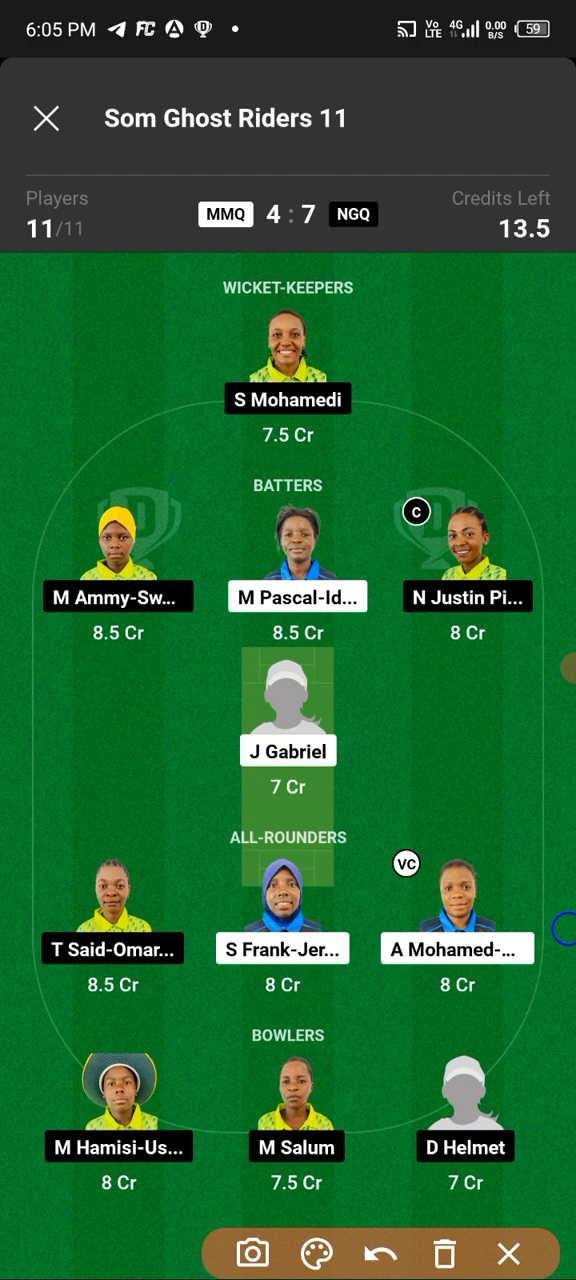 6:05 PM FC Vo LTE 4G 0.00 B/S 59
Som Ghost Riders 11
Players Credits Left
11/11 MMQ 4 : 7 NGQ 13.5
WICKET-KEEPERS
S Mohamedi
7.5 Cr
BATTERS
C
M Ammy-Sw... M Pascal-Id... N Justin Pi...
8.5 Cr 8.5 Cr 8 Cr
J Gabriel
7 Cr
ALL-ROUNDERS
VC
T Said-Omar... S Frank-Jer... A Mohamed-...
8.5 Cr 8 Cr 8 Cr
BOWLERS
M Hamisi-Us... M Salum D Helmet
8 Cr 7.5 Cr 7 Cr